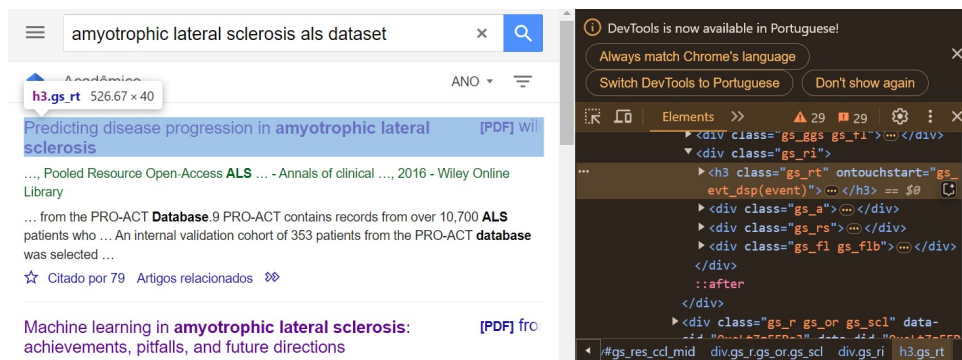 amyotrophic lateral sclerosis als dataset ×
Acadêmico
ANO
h3.gs_rt 526.67 × 40
Predicting disease progression in amyotrophic lateral [PDF] wil
sclerosis
..., Pooled Resource Open-Access ALS ... - Annals of clinical ..., 2016 - Wiley Online
Library
... from the PRO-ACT Database.9 PRO-ACT contains records from over 10,700 ALS
patients who ... An internal validation cohort of 353 patients from the PRO-ACT database
was selected ...
Citado por 79 Artigos relacionados
Machine learning in amyotrophic lateral sclerosis: [PDF] fro
achievements, pitfalls, and future directions
DevTools is now available in Portuguese!
Always match Chrome's language
Switch DevTools to Portuguese Don't show again
Elements 29 29
<div class="gs_ggs gs_fl">…</div>
<div class="gs_ri">
<h3 class="gs_rt" ontouchstart="gs_
evt_dsp(event)">…</h3> == $0
<div class="gs_a">…</div>
<div class="gs_rs">…</div>
<div class="gs_fl gs_flb">…</div>
</div>
::after
</div>
<div class="gs_r gs_or gs_scl" data-
/#gs_res_ccl_mid div.gs_r.gs_or.gs_scl div.gs_ri h3.gs_rt